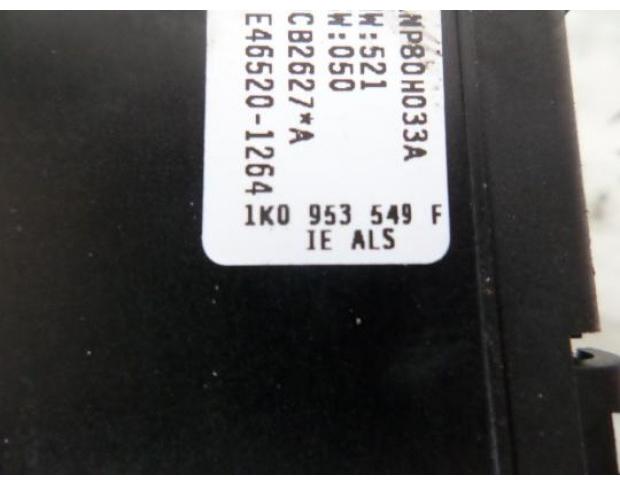 NP80H033A
W:521
W:050
CB2627*A
E46520-1264
1K0 953 549 F
IE ALS